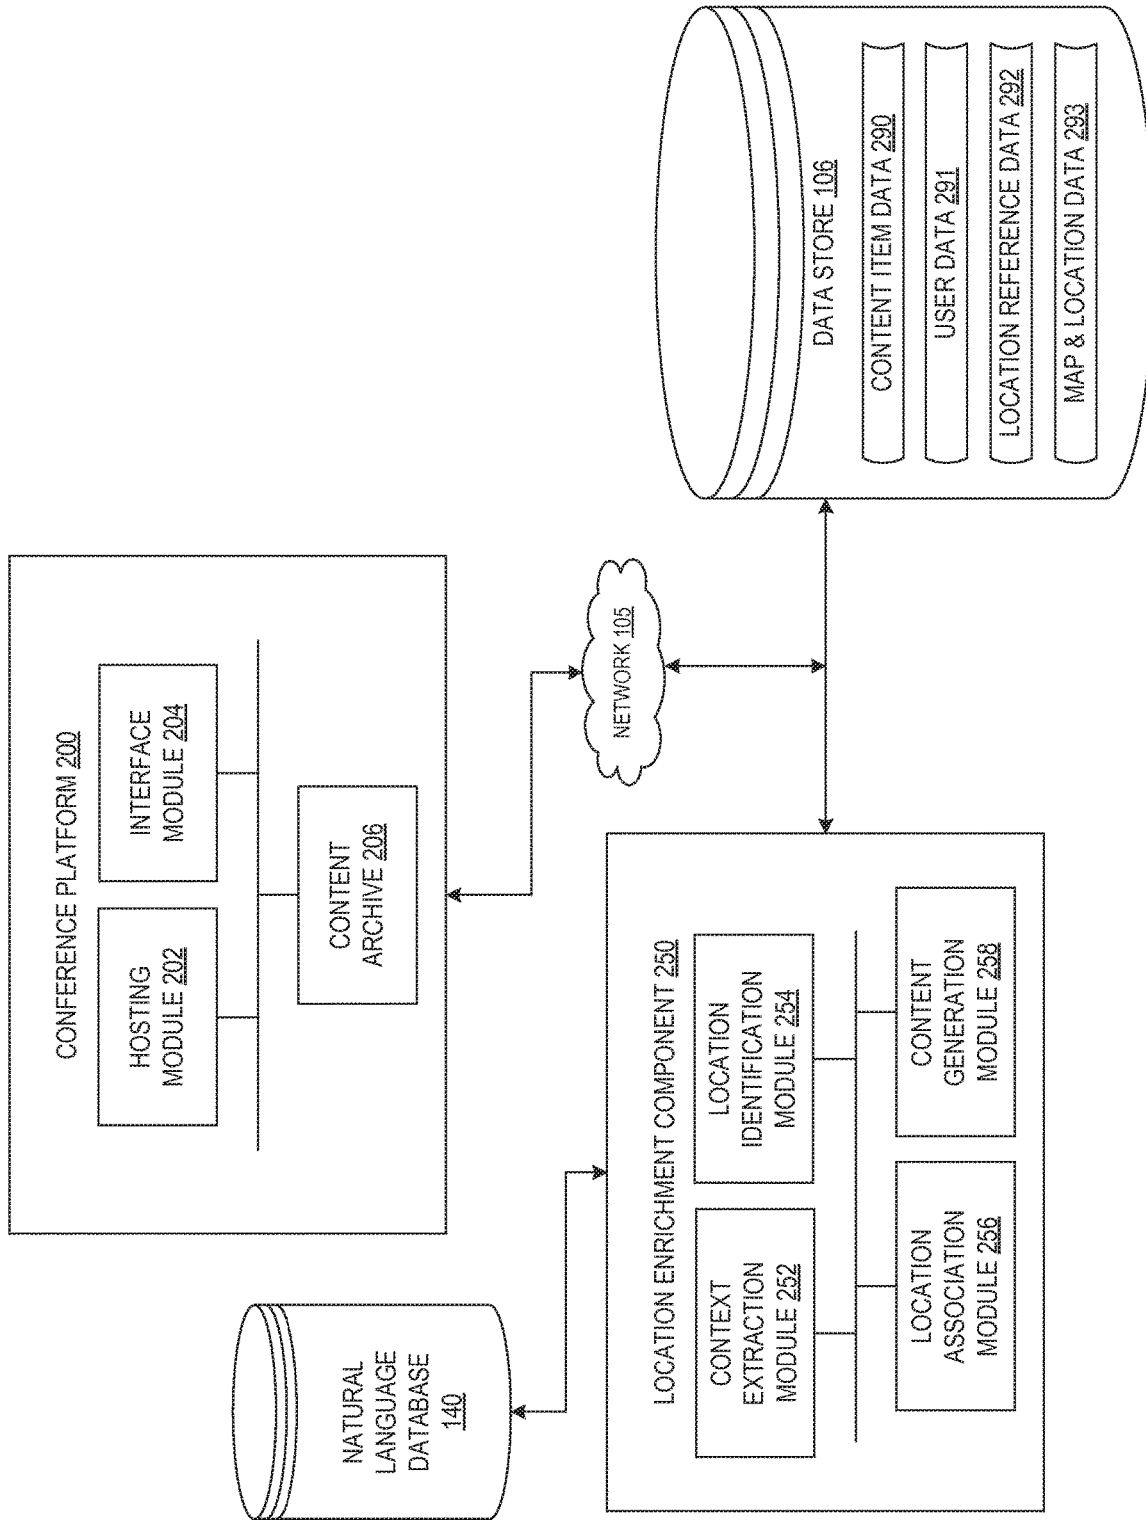 NATURAL
LANGUAGE
DATABASE
140
CONFERENCE PLATFORM 200
HOSTING
MODULE 202
INTERFACE
MODULE 204
CONTENT
ARCHIVE 206
NETWORK 105
LOCATION ENRICHMENT COMPONENT 250
CONTEXT
EXTRACTION
MODULE 252
LOCATION
IDENTIFICATION
MODULE 254
LOCATION
ASSOCIATION
MODULE 256
CONTENT
GENERATION
MODULE 258
DATA STORE 106
CONTENT ITEM DATA 290
USER DATA 291
LOCATION REFERENCE DATA 292
MAP & LOCATION DATA 293